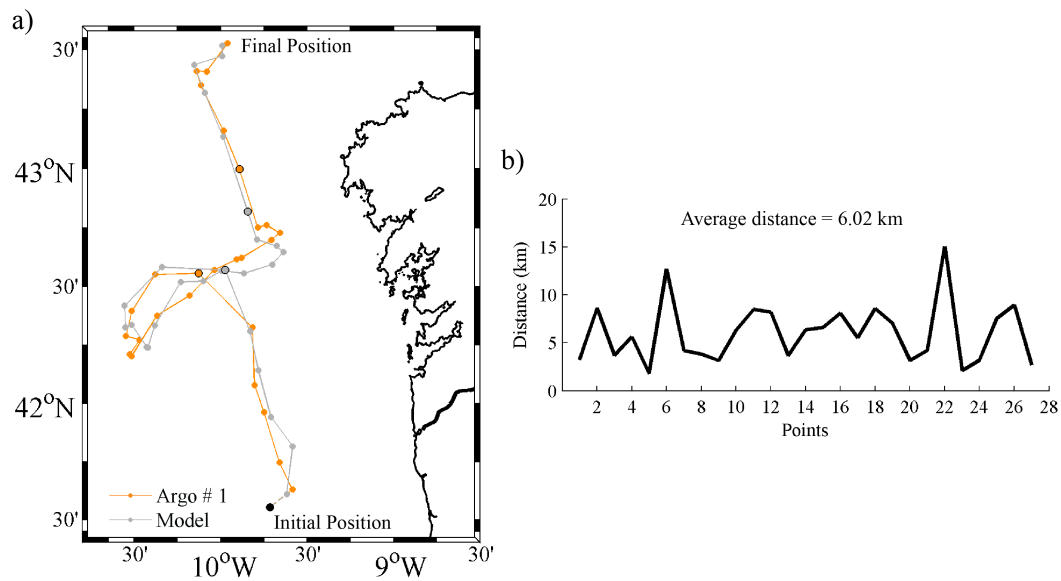 a)
30'
Final Position
43°N
42°N
30'
Argo # 1
Model
Initial Position
30'
10°W
30'
9°W
30'
b)
20
15
10
5
0
Distance (km)
Average distance = 6.02 km
2 4 6 8 10 12 14 16 18 20 22 24 26 28
Points